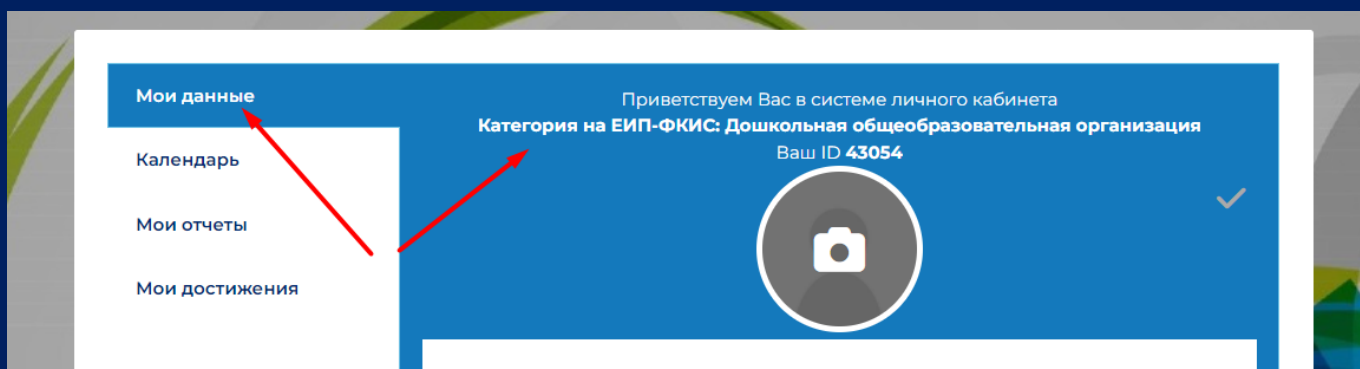 Мои данные
Календарь
Мои отчеты
Мои достижения
Приветствуем Вас в системе личного кабинета
Категория на ЕИП-ФКИС: Дошкольная общеобразовательная организация
Ваш ID 43054